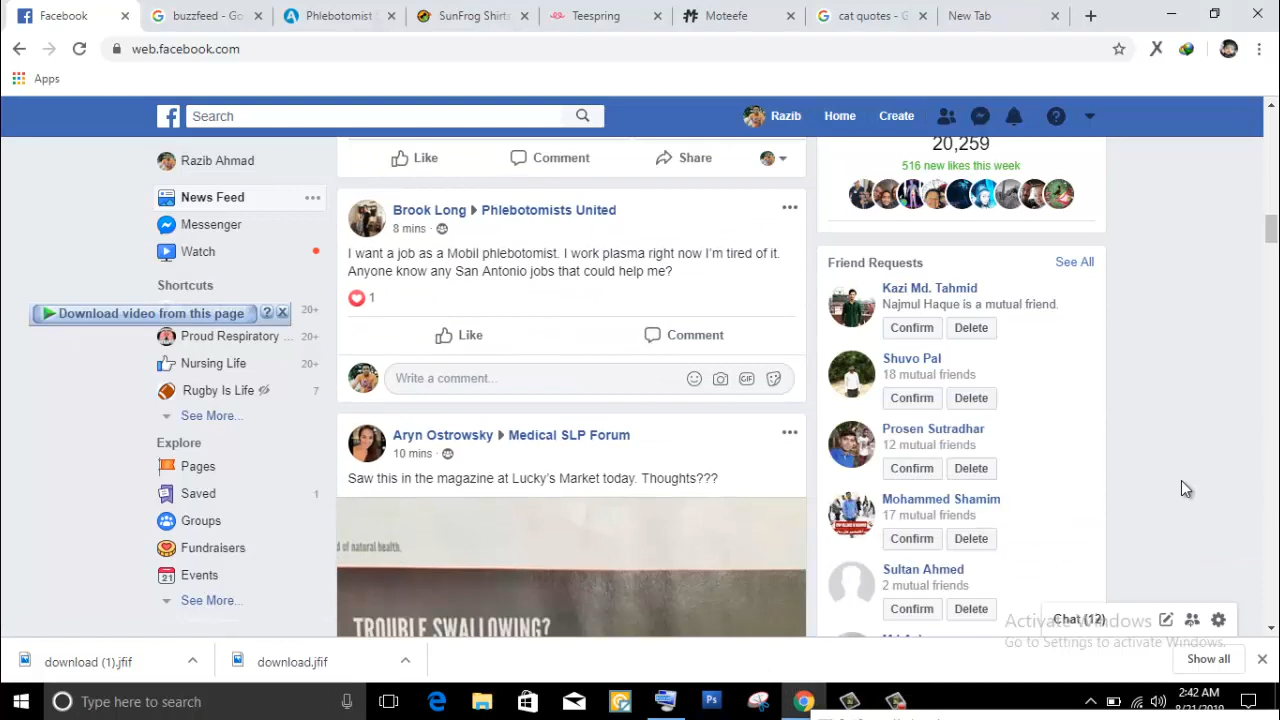 Facebook
buzzfeed - Go
Phlebotomist
SunFrog Shirts
Teespring
Moteefe
cat quotes - G
New Tab
web.facebook.com
Apps
Search
Razib
Home
Create
Razib Ahmad
News Feed
Messenger
Watch
Shortcuts
Download video from this page ? X
20+
Proud Respiratory ...
20+
Nursing Life
20+
Rugby Is Life
7
See More...
Explore
Pages
Saved
1
Groups
Fundraisers
Events
See More...
Like
Comment
Share
Brook Long Phlebotomists United
8 mins
I want a job as a Mobil phlebotomist. I work plasma right now I'm tired of it.
Anyone know any San Antonio jobs that could help me?
1
Like
Comment
Write a comment...
GIF
Aryn Ostrowsky Medical SLP Forum
10 mins
Saw this in the magazine at Lucky's Market today. Thoughts???
d of natural health.
TROUBLE SWALLOWING?
20,259
516 new likes this week
Friend Requests
See All
Kazi Md. Tahmid
Najmul Haque is a mutual friend.
Confirm
Delete
Shuvo Pal
18 mutual friends
Confirm
Delete
Prosen Sutradhar
12 mutual friends
Confirm
Delete
Mohammed Shamim
17 mutual friends
Confirm
Delete
Sultan Ahmed
2 mutual friends
Confirm
Delete
Chat (12)
Activate Windows
Go to Settings to activate Windows.
download (1).jfif
download.jfif
Show all
Type here to search
2:42 AM
8/21/2019